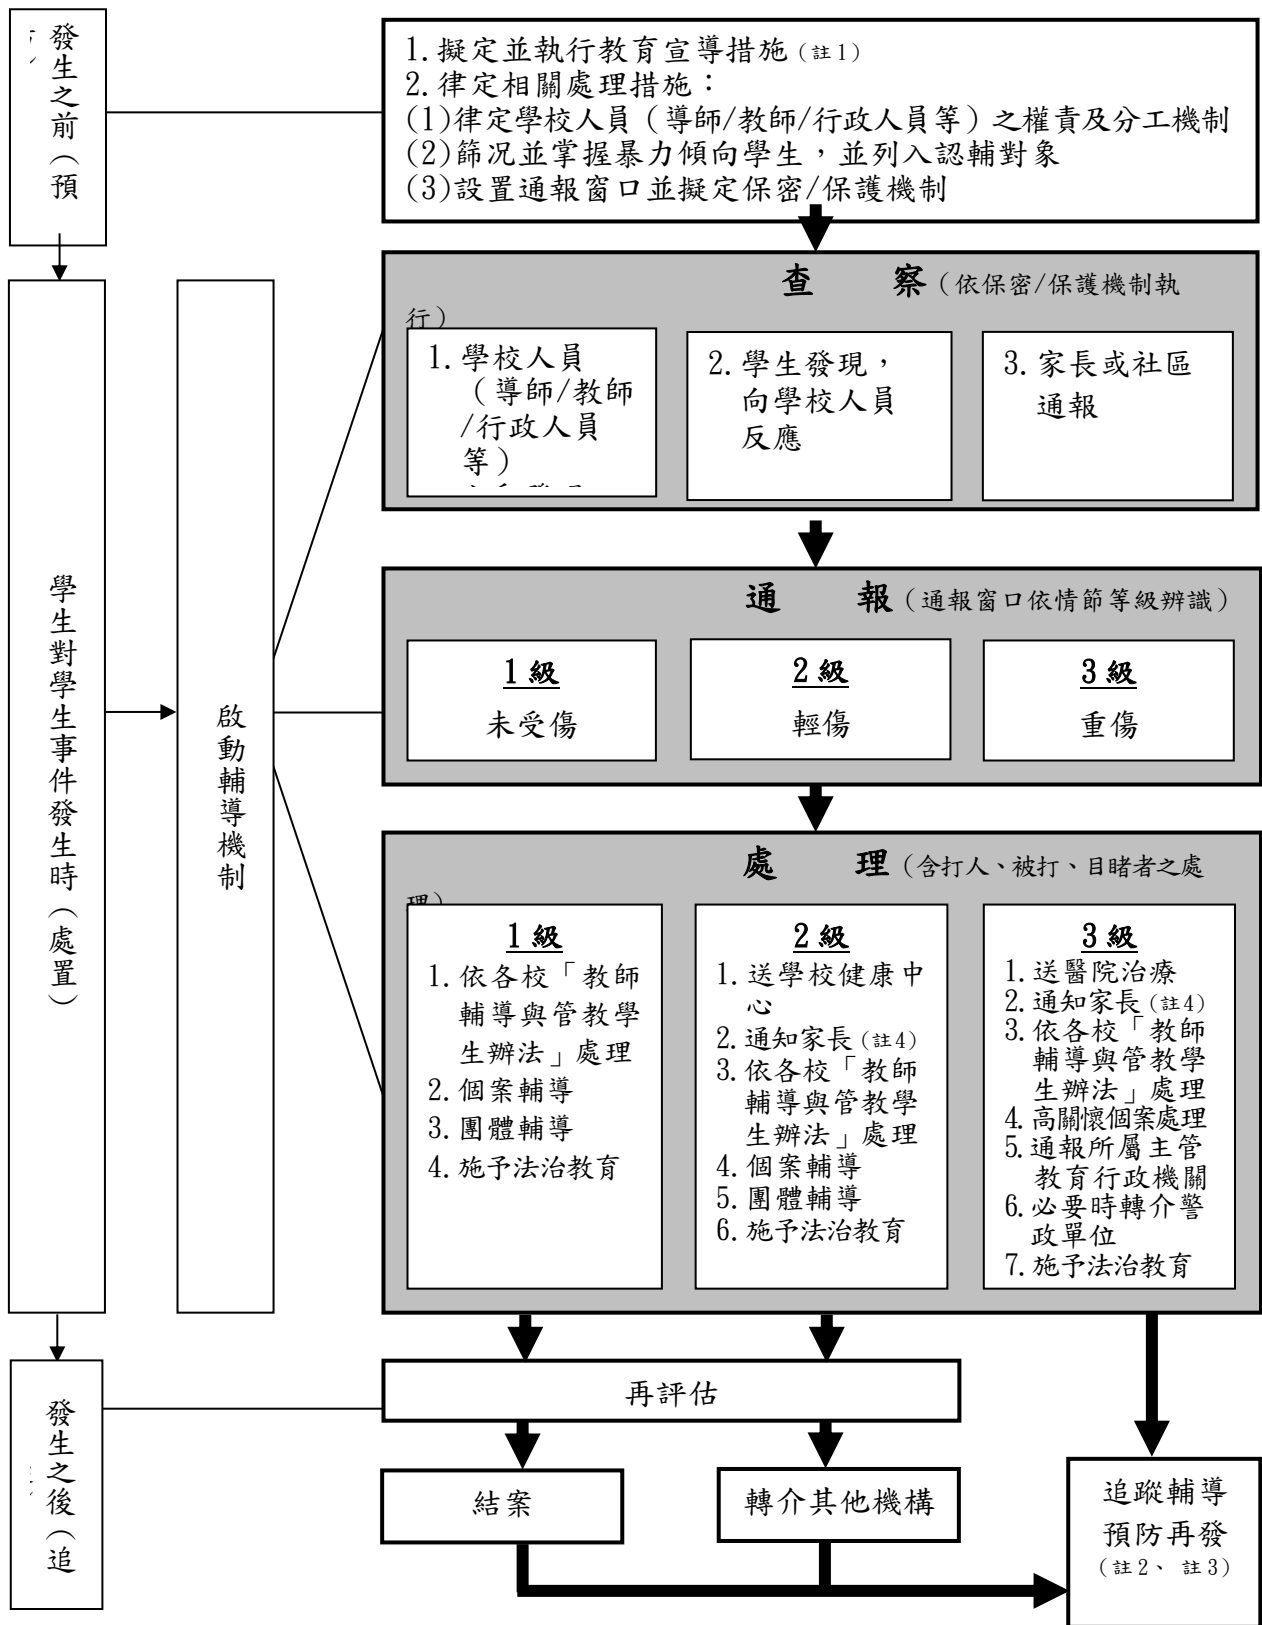 發生之前（預
1. 擬定並執行教育宣導措施（註1）
2. 律定相關處理措施：
(1)律定學校人員（導師/教師/行政人員等）之權責及分工機制
(2)篩況並掌握暴力傾向學生，並列入認輔對象
(3)設置通報窗口並擬定保密/保護機制
學生對學生事件發生時（處置）
啟動輔導機制
查　　察（依保密/保護機制執
行）
1. 學校人員
（導師/教師
/行政人員
等）
2. 學生發現，
向學校人員
反應
3. 家長或社區
通報
通　　報（通報窗口依情節等級辨識）
1級
未受傷
2級
輕傷
3級
重傷
處　　理（含打人、被打、目睹者之處
理）
1級
1. 依各校「教師
輔導與管教學
生辦法」處理
2. 個案輔導
3. 團體輔導
4. 施予法治教育
2級
1. 送學校健康中
心
2. 通知家長（註4）
3. 依各校「教師
輔導與管教學
生辦法」處理
4. 個案輔導
5. 團體輔導
6. 施予法治教育
3級
1. 送醫院治療
2. 通知家長（註4）
3. 依各校「教師
輔導與管教學
生辦法」處理
4. 高關懷個案處理
5. 通報所屬主管
教育行政機關
6. 必要時轉介警
政單位
7. 施予法治教育
發生之後（追
再評估
結案
轉介其他機構
追蹤輔導
預防再發
（註2、 註3）